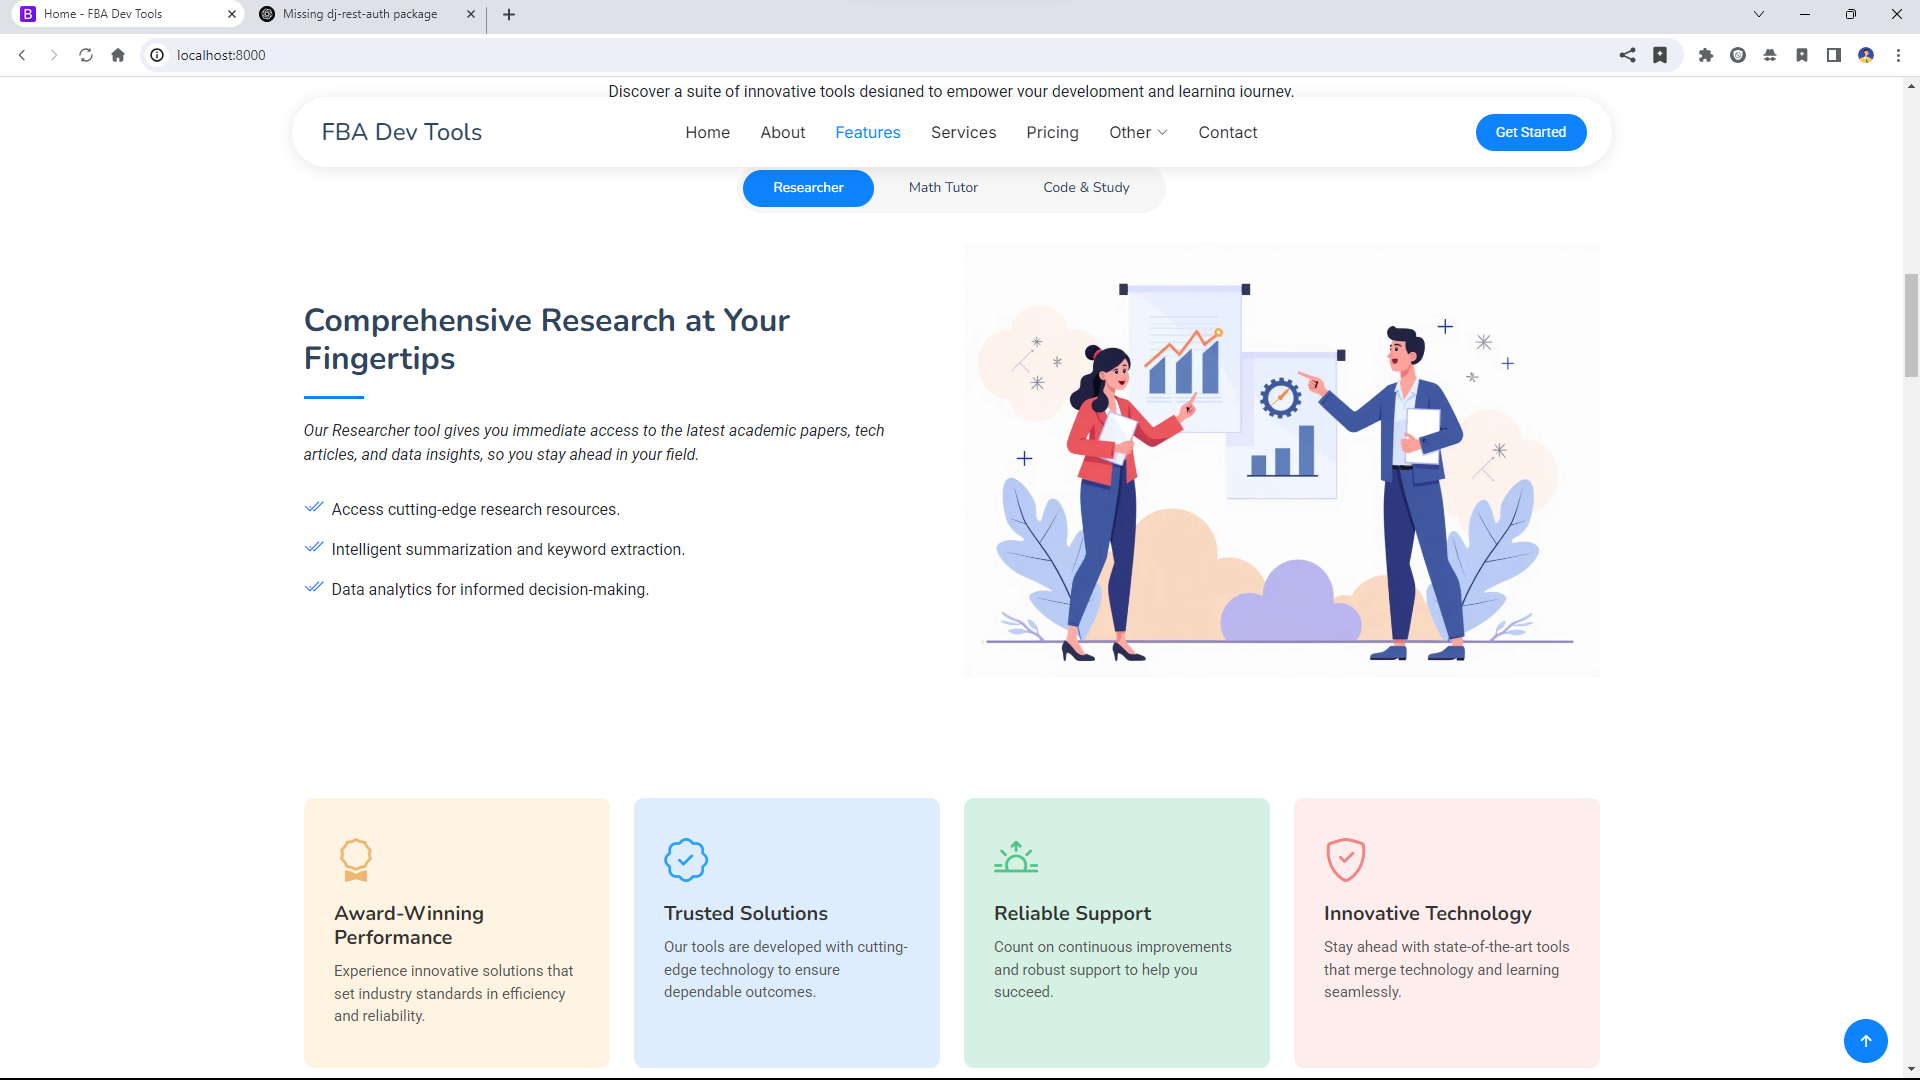 Home - FBA Dev Tools
Missing dj-rest-auth package
localhost:8000
Discover a suite of innovative tools designed to empower your development and learning journey.
FBA Dev Tools
Home About Features Services Pricing Other Contact
Get Started
Researcher Math Tutor Code & Study
Comprehensive Research at Your
Fingertips
Our Researcher tool gives you immediate access to the latest academic papers, tech
articles, and data insights, so you stay ahead in your field.
Access cutting-edge research resources.
Intelligent summarization and keyword extraction.
Data analytics for informed decision-making.
Award-Winning
Performance
Experience innovative solutions that
set industry standards in efficiency
and reliability.
Trusted Solutions
Our tools are developed with cutting-
edge technology to ensure
dependable outcomes.
Reliable Support
Count on continuous improvements
and robust support to help you
succeed.
Innovative Technology
Stay ahead with state-of-the-art tools
that merge technology and learning
seamlessly.